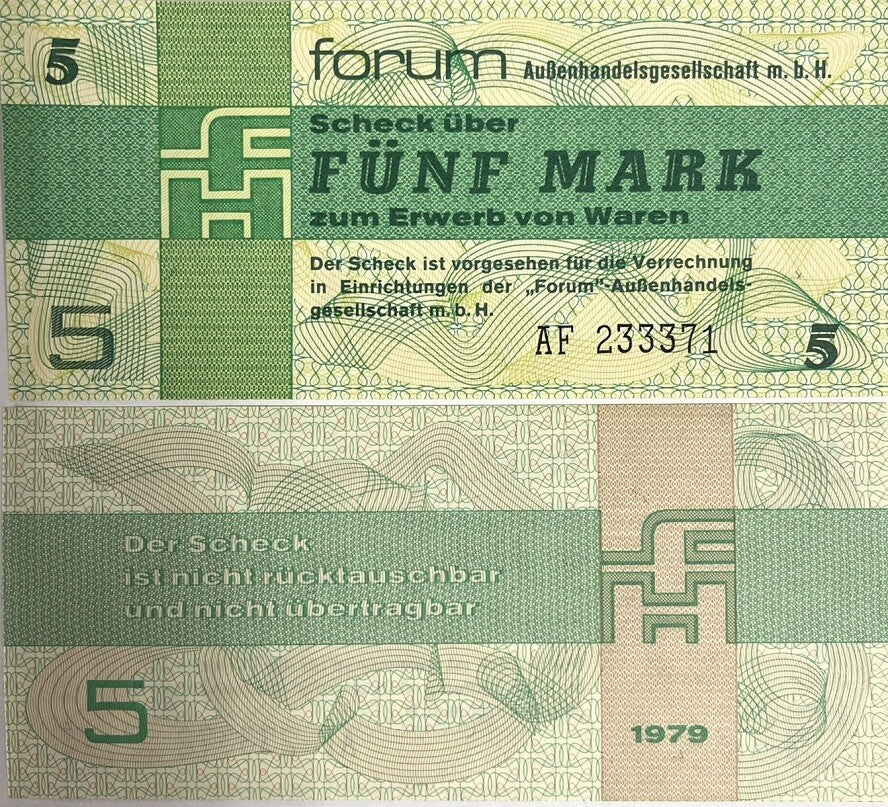 5
forum Außenhandelsgesellschaft m. b. H.
Scheck über
FÜNF MARK
zum Erwerb von Waren
Der Scheck ist vorgesehen für die Verrechnung
in Einrichtungen der „Forum"-Außenhandels-
gesellschaft m. b. H.
AF 233371
5
5
Der Scheck
ist nicht rücktauschbar
und nicht übertragbar
5
1979